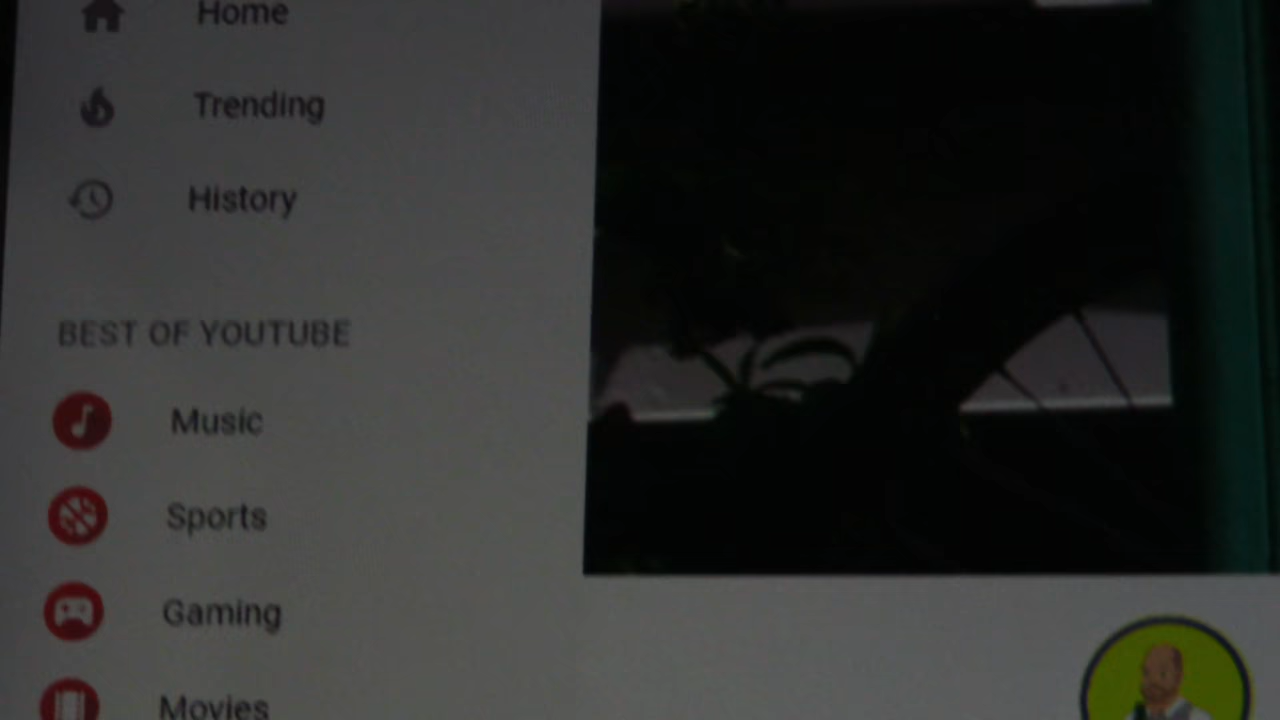 Home
Trending
History
BEST OF YOUTUBE
Music
Sports
Gaming
Movies